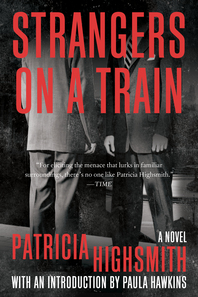 STRANGERS
ON A TRAIN
"For eliciting the menace that lurks in familiar
surroundings, there's no one like Patricia Highsmith."
—TIME
A NOVEL
PATRICIA
HIGHSMITH
WITH AN INTRODUCTION BY PAULA HAWKINS